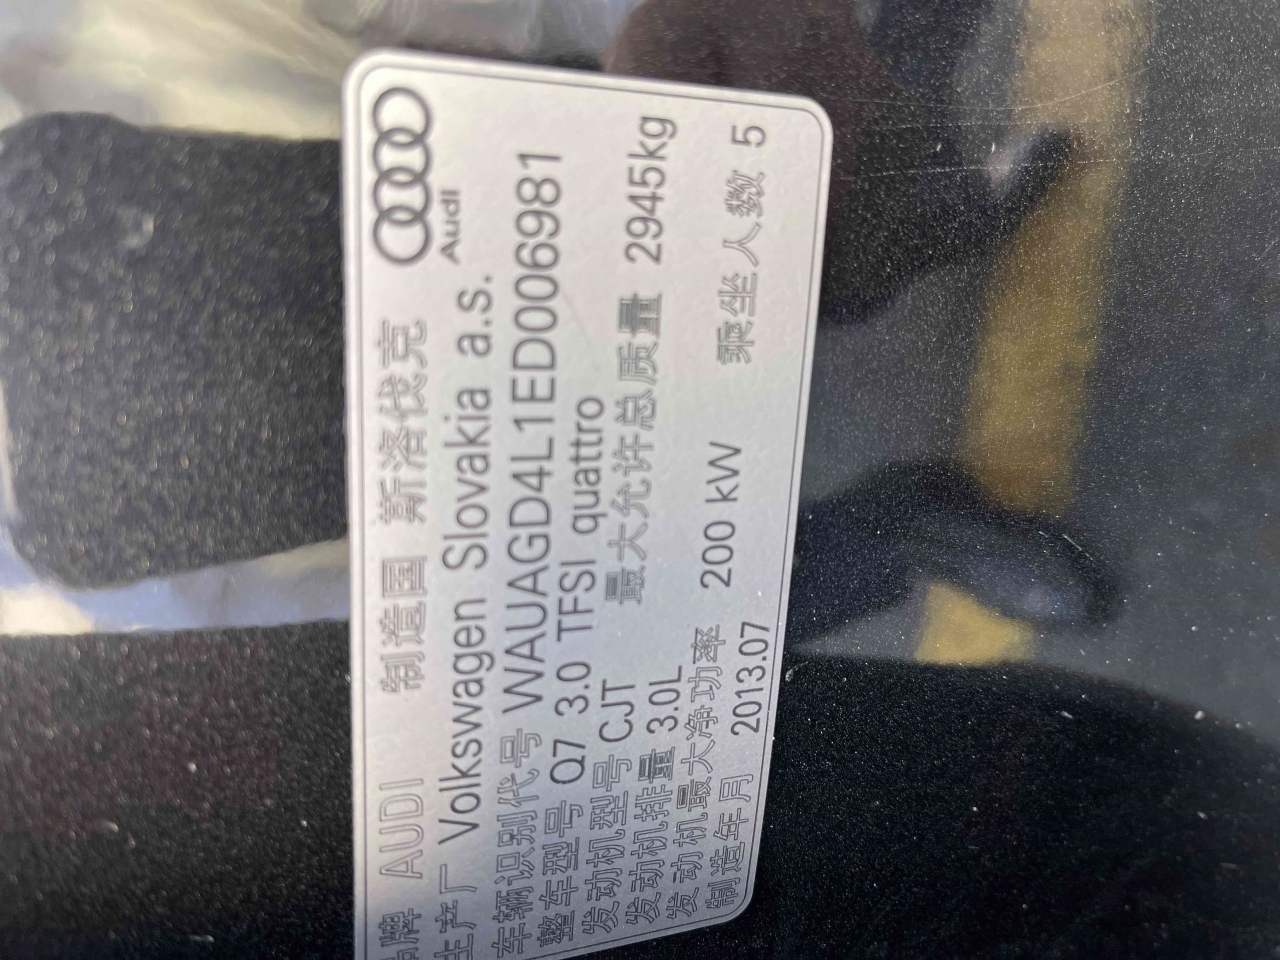 Audi
品牌 AUDI 制造国 斯洛伐克
生产厂 Volkswagen Slovakia a.s.
车辆识别代号 WAUAGD4L1ED006981
整车型号 Q7 3.0 TFSI quattro
发动机型号 CJT 最大允许总质量 2945kg
发动机排量 3.0L
发动机最大净功率 200 kW 乘坐人数 5
制造年月 2013.07